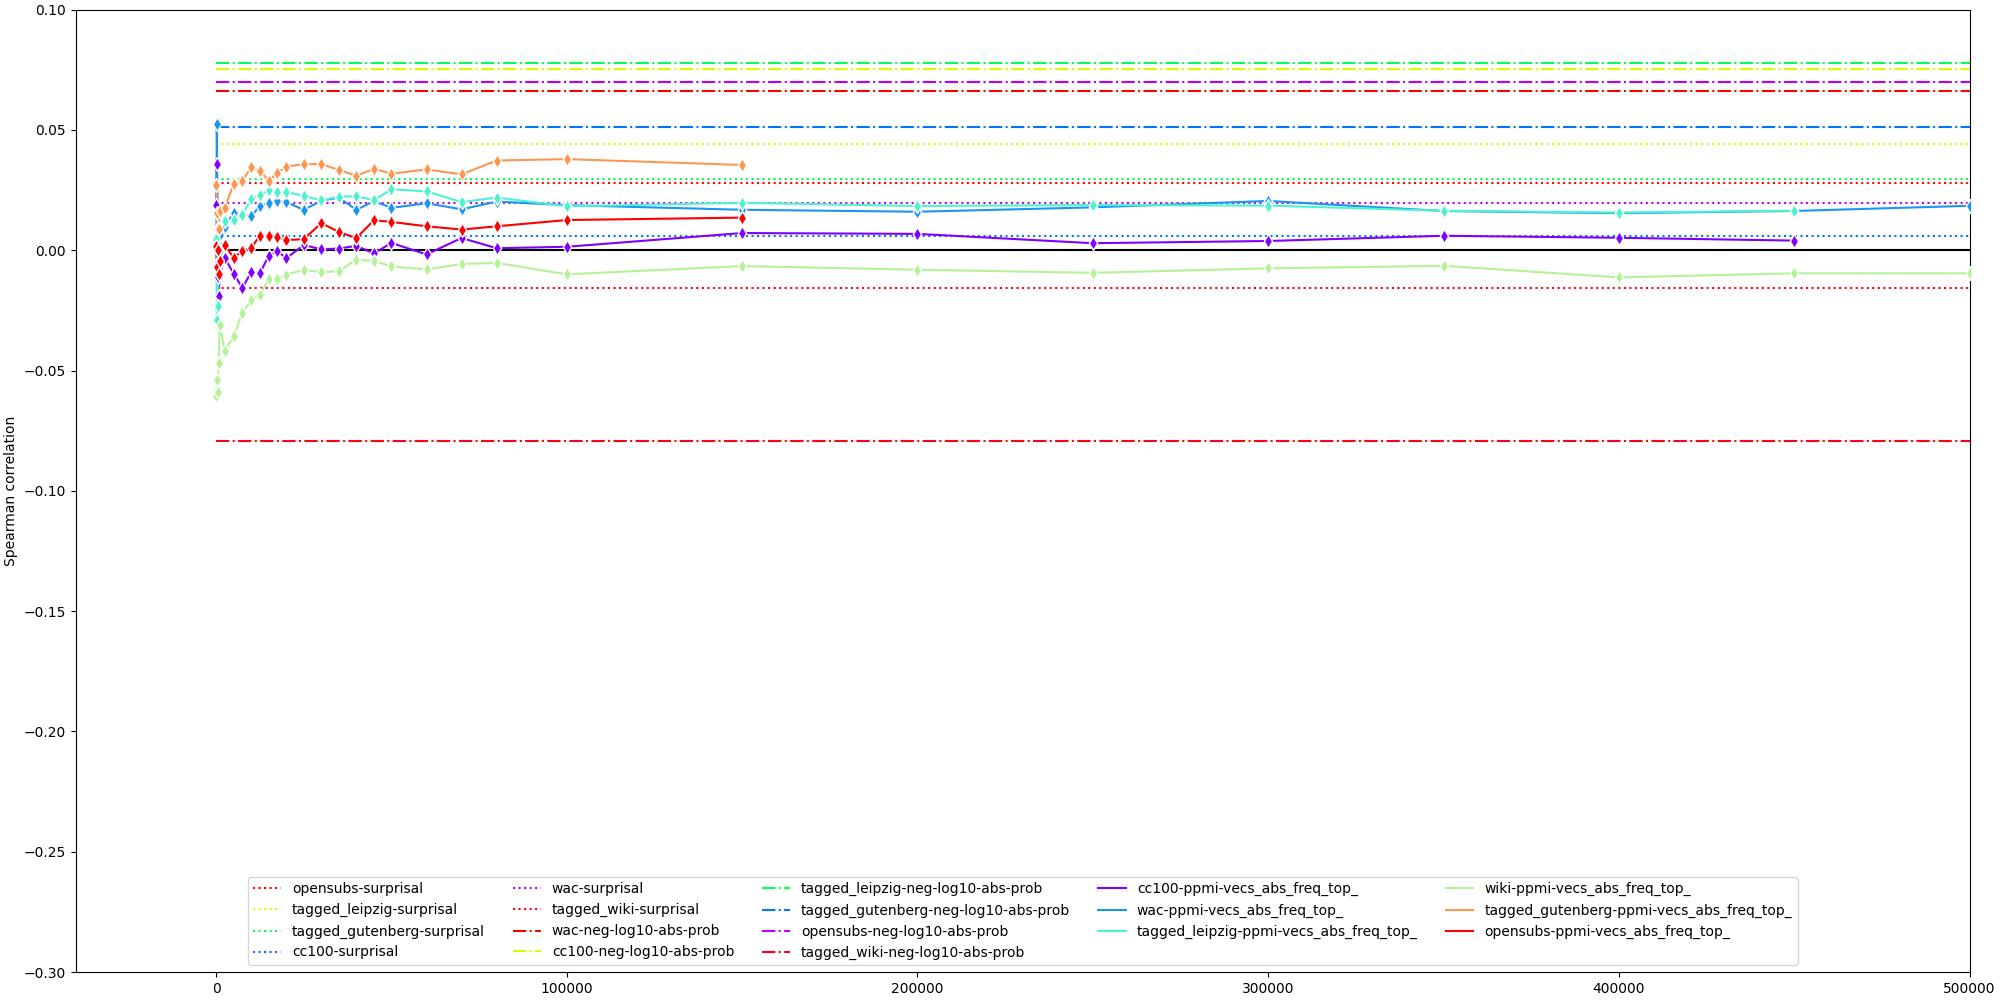 0.10
0.05
0.00
−0.05
−0.10
−0.15
−0.20
−0.25
−0.30
Spearman correlation
opensubs-surprisal
tagged_leipzig-surprisal
tagged_gutenberg-surprisal
cc100-surprisal
wac-surprisal
tagged_wiki-surprisal
wac-neg-log10-abs-prob
cc100-neg-log10-abs-prob
tagged_leipzig-neg-log10-abs-prob
tagged_gutenberg-neg-log10-abs-prob
opensubs-neg-log10-abs-prob
tagged_wiki-neg-log10-abs-prob
cc100-ppmi-vecs_abs_freq_top_
wac-ppmi-vecs_abs_freq_top_
tagged_leipzig-ppmi-vecs_abs_freq_top_
wiki-ppmi-vecs_abs_freq_top_
tagged_gutenberg-ppmi-vecs_abs_freq_top_
opensubs-ppmi-vecs_abs_freq_top_
0
100000
200000
300000
400000
500000